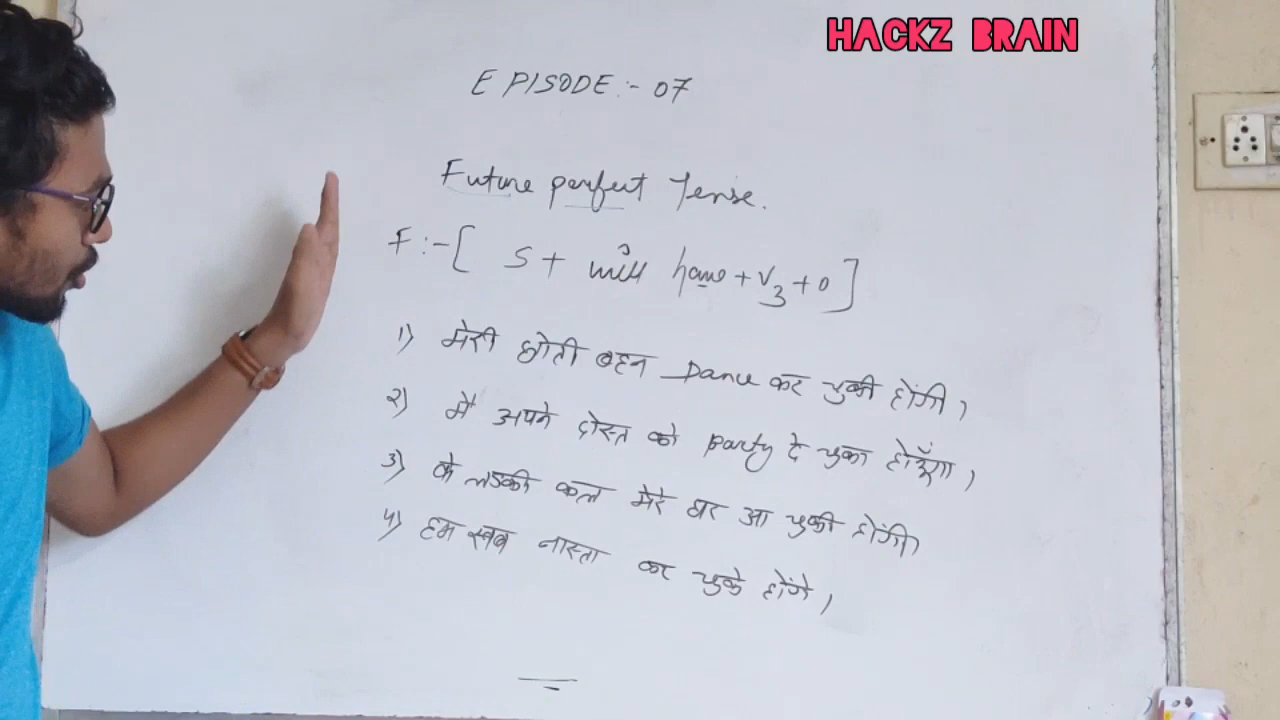 HACKZ BRAIN
EPISODE:- 07
Future perfect Tense.
F:-[ S + will have + V3 + O ]
1) मेरी छोती बहन Dance कर चुकी होंगी।
2) मैं अपने दोस्त को party दे चुका होऊँगा।
3) वे लडकी कल मेरे घर आ चुकी होंगी।
4) हम सब नास्ता कर चुके होंगे।